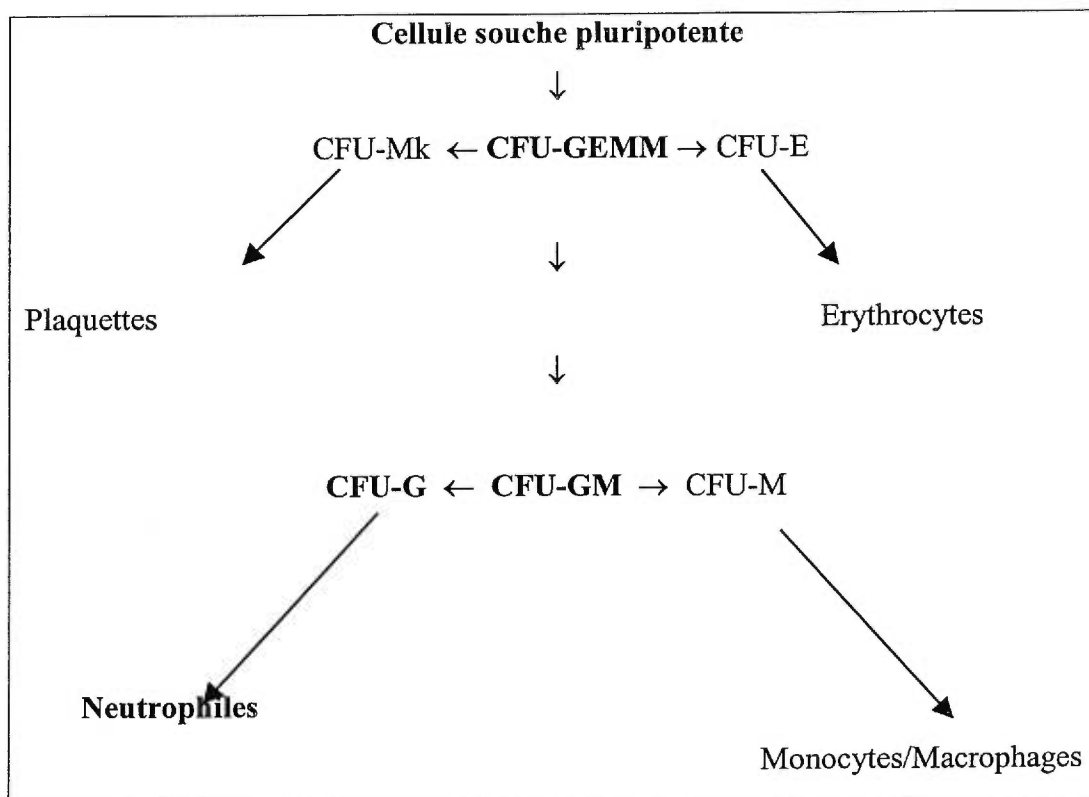 Cellule souche pluripotente
↓
CFU-Mk ← CFU-GEMM → CFU-E
↓
Plaquettes
Erythrocytes
↓
CFU-G ← CFU-GM → CFU-M
Neutrophiles
Monocytes/Macrophages